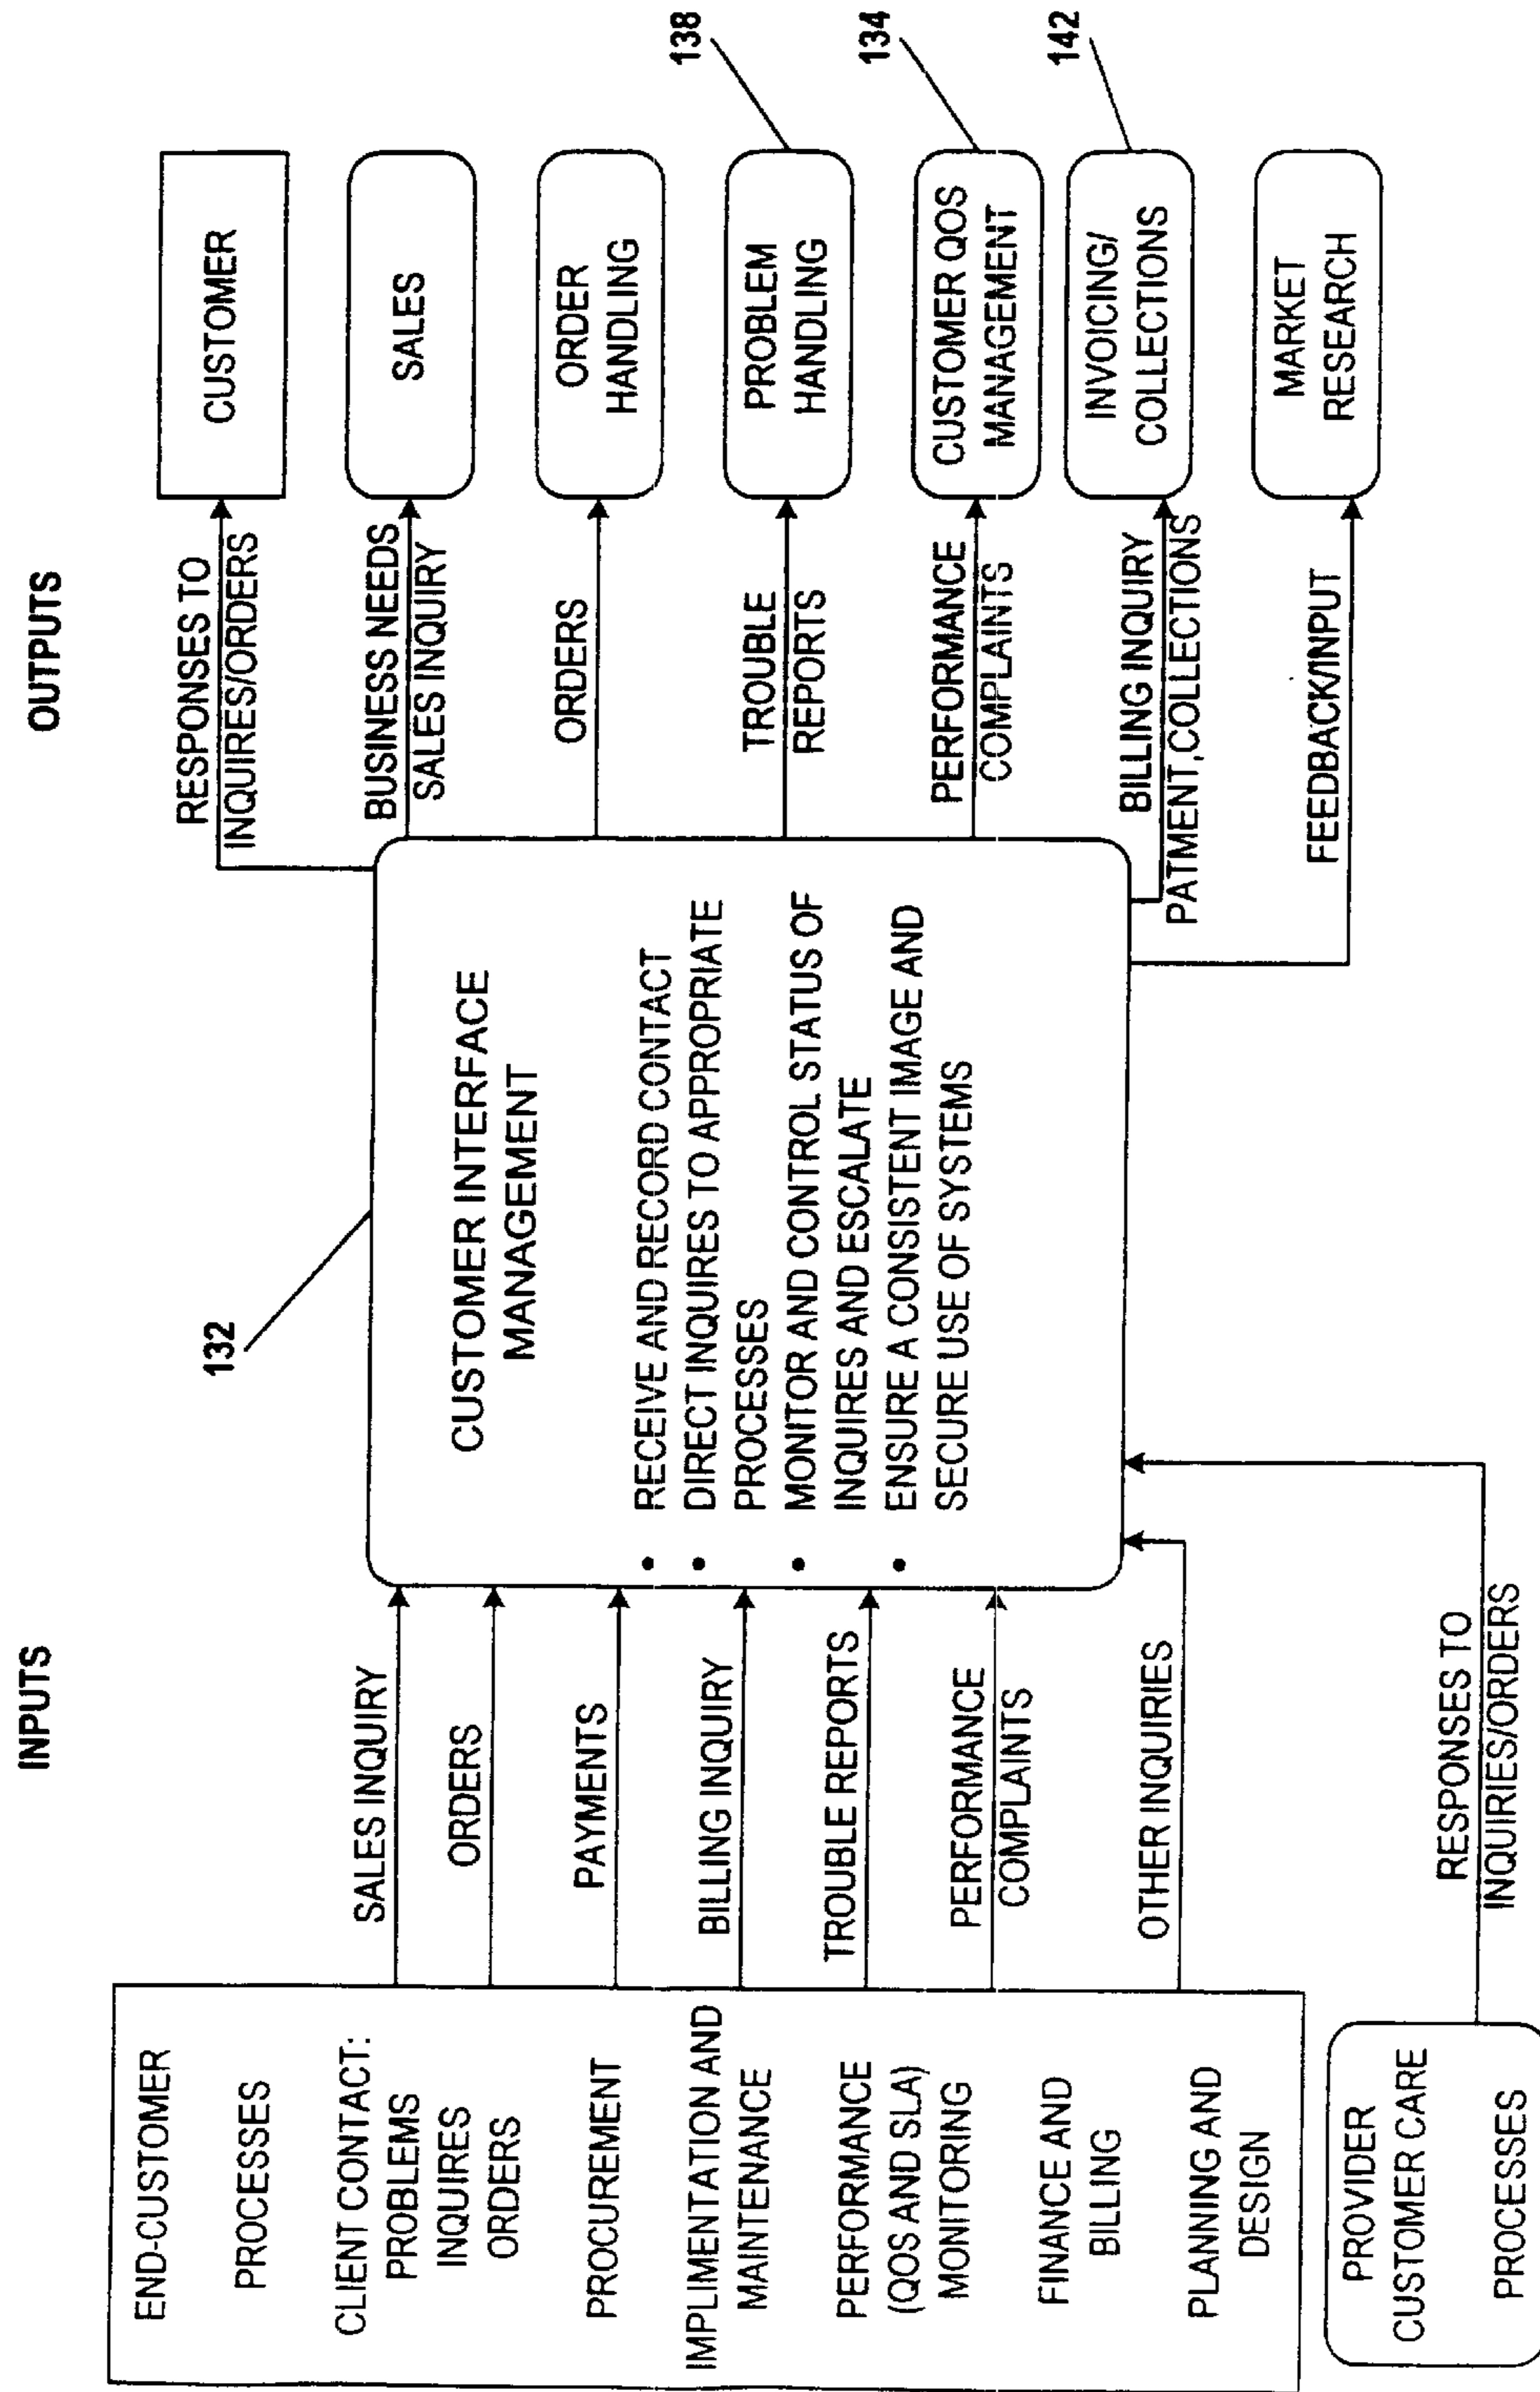 INPUTS
OUTPUTS
END-CUSTOMER
PROCESSES
CLIENT CONTACT:
PROBLEMS
INQUIRES
ORDERS
PROCUREMENT
IMPLIMENTATION AND
MAINTENANCE
PERFORMANCE
(QOS AND SLA)
MONITORING
FINANCE AND
BILLING
PLANNING AND
DESIGN
PROVIDER
CUSTOMER CARE
PROCESSES
SALES INQUIRY
ORDERS
PAYMENTS
BILLING INQUIRY
TROUBLE REPORTS
PERFORMANCE
COMPLAINTS
OTHER INQUIRIES
RESPONSES TO
INQUIRIES/ORDERS
132
CUSTOMER INTERFACE
MANAGEMENT
• RECEIVE AND RECORD CONTACT
• DIRECT INQUIRES TO APPROPRIATE
PROCESSES
• MONITOR AND CONTROL STATUS OF
INQUIRES AND ESCALATE
• ENSURE A CONSISTENT IMAGE AND
SECURE USE OF SYSTEMS
RESPONSES TO
INQUIRES/ORDERS
BUSINESS NEEDS
SALES INQUIRY
ORDERS
TROUBLE
REPORTS
PERFORMANCE
COMPLAINTS
BILLING INQUIRY
PATMENT,COLLECTIONS
FEEDBACK/INPUT
CUSTOMER
SALES
ORDER
HANDLING
PROBLEM
HANDLING
138
CUSTOMER QOS
MANAGEMENT
134
INVOICING/
COLLECTIONS
142
MARKET
RESEARCH